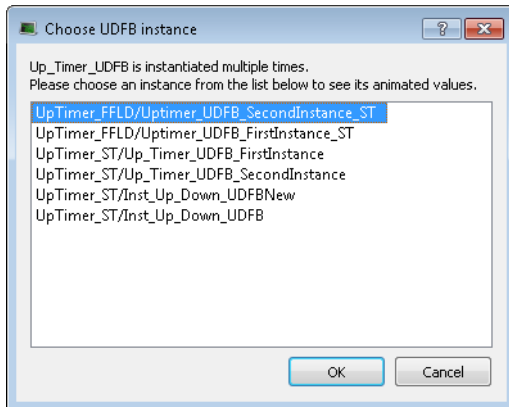 Choose UDFB instance
Up_Timer_UDFB is instantiated multiple times.
Please choose an instance from the list below to see its animated values.
UpTimer_FFLD/Uptimer_UDFB_SecondInstance_ST
UpTimer_FFLD/Uptimer_UDFB_FirstInstance_ST
UpTimer_ST/Up_Timer_UDFB_FirstInstance
UpTimer_ST/Up_Timer_UDFB_SecondInstance
UpTimer_ST/Inst_Up_Down_UDFBNew
UpTimer_ST/Inst_Up_Down_UDFB
OK Cancel